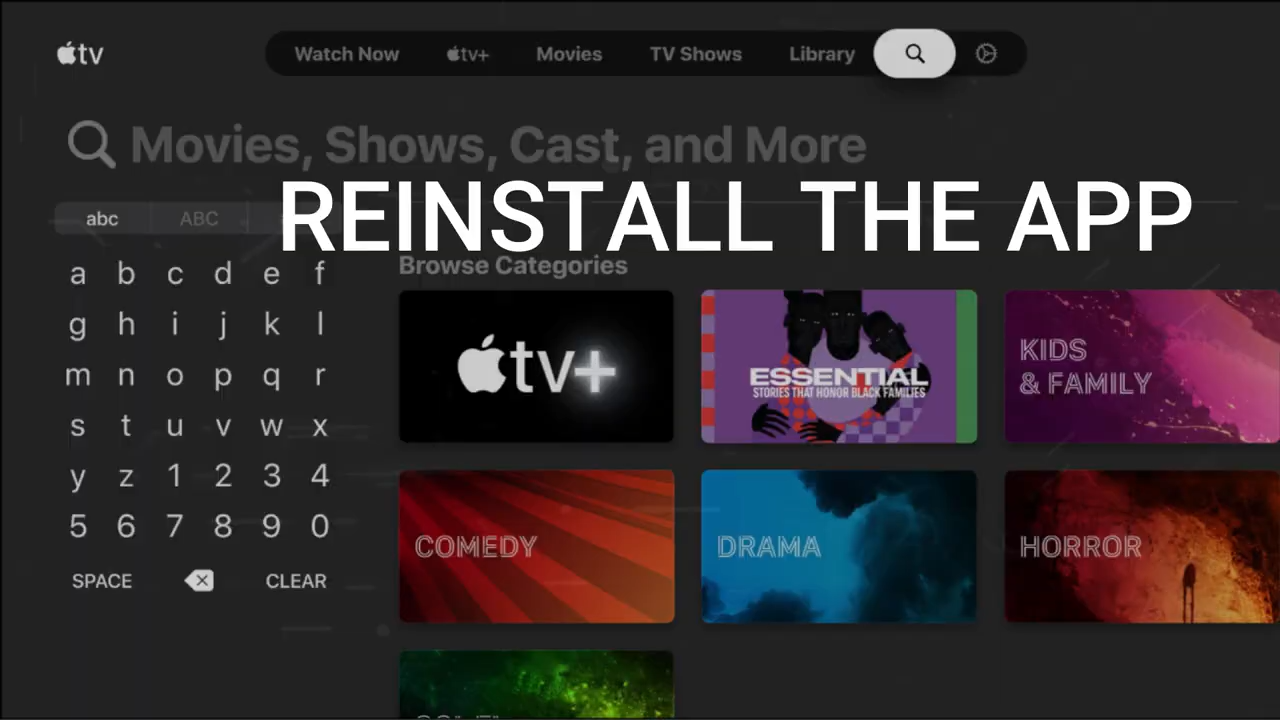 tv
Watch Now
tv+
Movies
TV Shows
Library
Movies, Shows, Cast, and More
REINSTALL THE APP
abc
ABC
Browse Categories
a b c d e f
g h i j k l
m n o p q r
s t u v w x
y z 1 2 3 4
5 6 7 8 9 0
SPACE
CLEAR
tv+
ESSENTIAL
STORIES THAT HONOR BLACK FAMILIES
KIDS
& FAMILY
COMEDY
DRAMA
HORROR